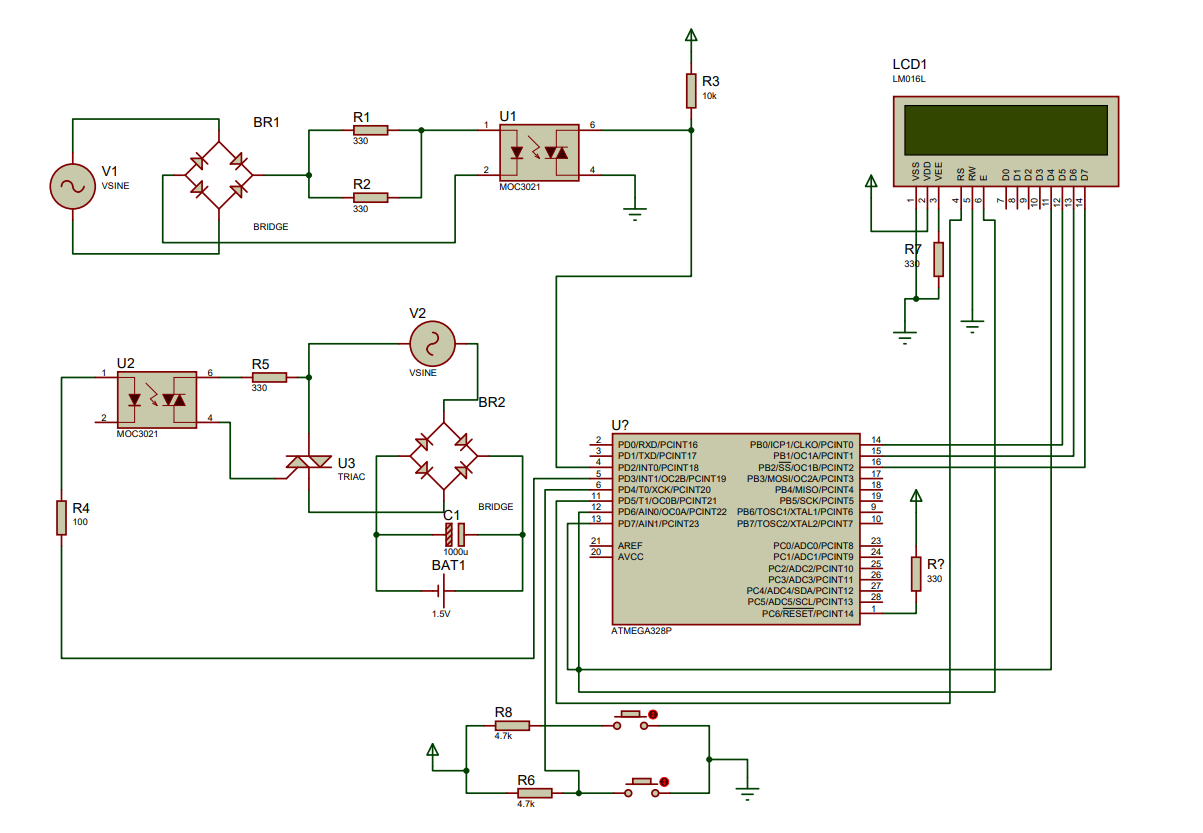 R3
10k
LCD1
LM016L
VSS
VDD
VEE
RS
RW
E
D0
D1
D2
D3
D4
D5
D6
D7
1
2
3
4
5
6
7
8
9
10
11
12
13
14
R7
330
V1
VSINE
BR1
BRIDGE
R1
330
R2
330
U1
1
2
6
4
MOC3021
V2
VSINE
U2
1
2
6
4
MOC3021
R5
330
BR2
BRIDGE
U3
TRIAC
R4
100
C1
1000u
BAT1
1.5V
U?
2 PD0/RXD/PCINT16 PB0/ICP1/CLKO/PCINT0 14
3 PD1/TXD/PCINT17 PB1/OC1A/PCINT1 15
4 PD2/INT0/PCINT18 PB2/SS/OC1B/PCINT2 16
5 PD3/INT1/OC2B/PCINT19 PB3/MOSI/OC2A/PCINT3 17
6 PD4/T0/XCK/PCINT20 PB4/MISO/PCINT4 18
11 PD5/T1/OC0B/PCINT21 PB5/SCK/PCINT5 19
12 PD6/AIN0/OC0A/PCINT22 PB6/TOSC1/XTAL1/PCINT6 9
13 PD7/AIN1/PCINT23 PB7/TOSC2/XTAL2/PCINT7 10
21 AREF PC0/ADC0/PCINT8 23
20 AVCC PC1/ADC1/PCINT9 24
PC2/ADC2/PCINT10 25
PC3/ADC3/PCINT11 26
PC4/ADC4/SDA/PCINT12 27
PC5/ADC5/SCL/PCINT13 28
PC6/RESET/PCINT14 1
ATMEGA328P
R?
330
R8
4.7k
R6
4.7k